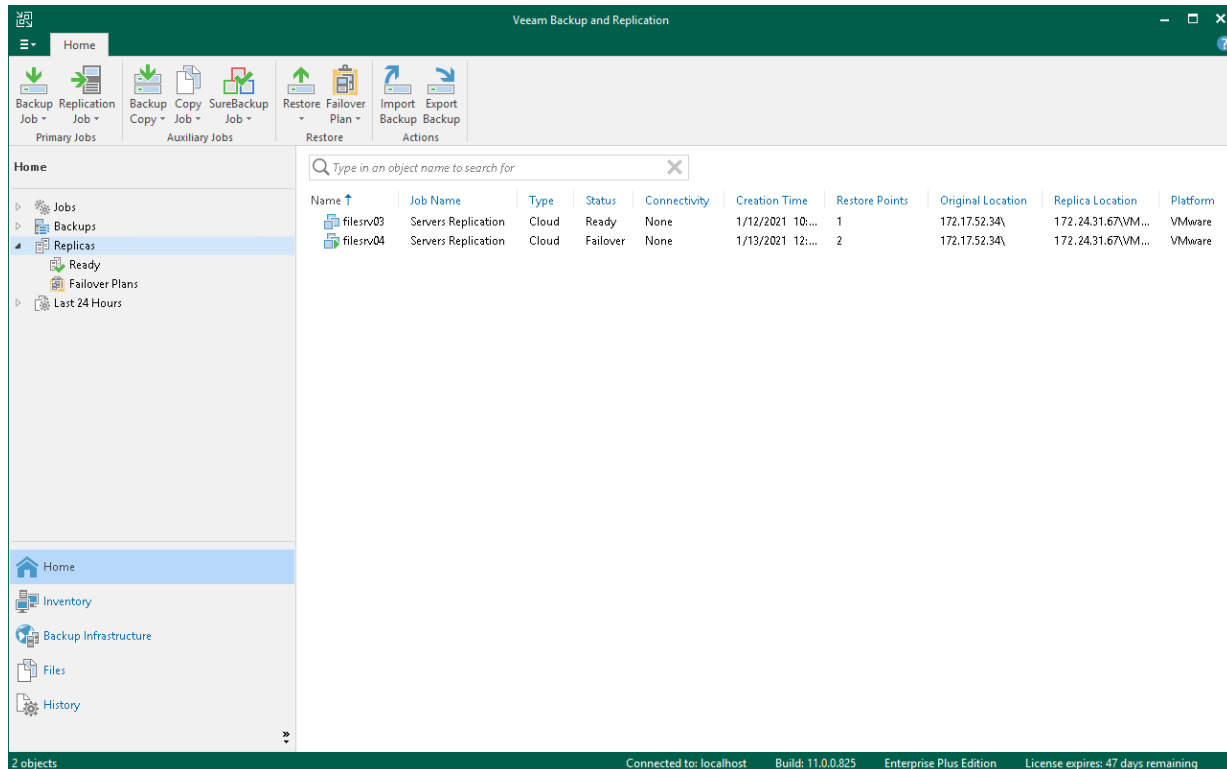 Veeam Backup and Replication
Home
Backup Job
Replication Job
Primary Jobs
Backup Copy
Copy Job
SureBackup Job
Auxiliary Jobs
Restore
Failover Plan
Restore
Import Backup
Export Backup
Actions
Home
Type in an object name to search for
Jobs
Backups
Replicas
Ready
Failover Plans
Last 24 Hours
Name Job Name Type Status Connectivity Creation Time Restore Points Original Location Replica Location Platform
filesrv03 Servers Replication Cloud Ready None 1/12/2021 10:... 1 172.17.52.34\ 172.24.31.67\VM... VMware
filesrv04 Servers Replication Cloud Failover None 1/13/2021 12:... 2 172.17.52.34\ 172.24.31.67\VM... VMware
Home
Inventory
Backup Infrastructure
Files
History
2 objects Connected to: localhost Build: 11.0.0.825 Enterprise Plus Edition License expires: 47 days remaining